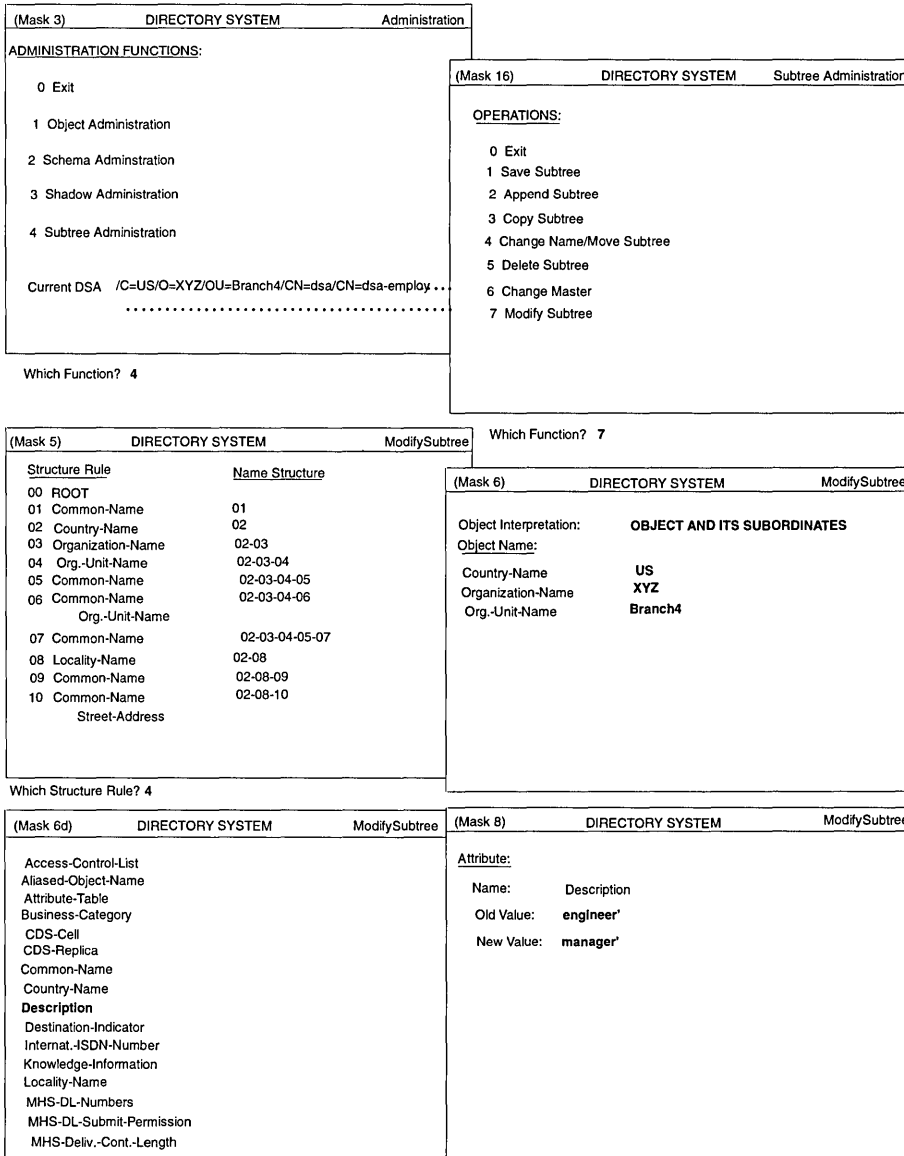 (Mask 3) DIRECTORY SYSTEM Administration
ADMINISTRATION FUNCTIONS:
0 Exit
1 Object Administration
2 Schema Adminstration
3 Shadow Administration
4 Subtree Administration
Current DSA /C=US/O=XYZ/OU=Branch4/CN=dsa/CN=dsa-employ...
Which Function? 4
(Mask 16) DIRECTORY SYSTEM Subtree Administration
OPERATIONS:
0 Exit
1 Save Subtree
2 Append Subtree
3 Copy Subtree
4 Change Name/Move Subtree
5 Delete Subtree
6 Change Master
7 Modify Subtree
Which Function? 7
(Mask 5) DIRECTORY SYSTEM ModifySubtree
Structure Rule Name Structure
00 ROOT
01 Common-Name 01
02 Country-Name 02
03 Organization-Name 02-03
04 Org.-Unit-Name 02-03-04
05 Common-Name 02-03-04-05
06 Common-Name 02-03-04-06
Org.-Unit-Name
07 Common-Name 02-03-04-05-07
08 Locality-Name 02-08
09 Common-Name 02-08-09
10 Common-Name 02-08-10
Street-Address
Which Structure Rule? 4
(Mask 6) DIRECTORY SYSTEM ModifySubtree
Object Interpretation: OBJECT AND ITS SUBORDINATES
Object Name:
Country-Name US
Organization-Name XYZ
Org.-Unit-Name Branch4
(Mask 6d) DIRECTORY SYSTEM ModifySubtree
Access-Control-List
Aliased-Object-Name
Attribute-Table
Business-Category
CDS-Cell
CDS-Replica
Common-Name
Country-Name
Description
Destination-Indicator
Internat.-ISDN-Number
Knowledge-Information
Locality-Name
MHS-DL-Numbers
MHS-DL-Submit-Permission
MHS-Deliv.-Cont.-Length
(Mask 8) DIRECTORY SYSTEM ModifySubtree
Attribute:
Name: Description
Old Value: engineer'
New Value: manager'